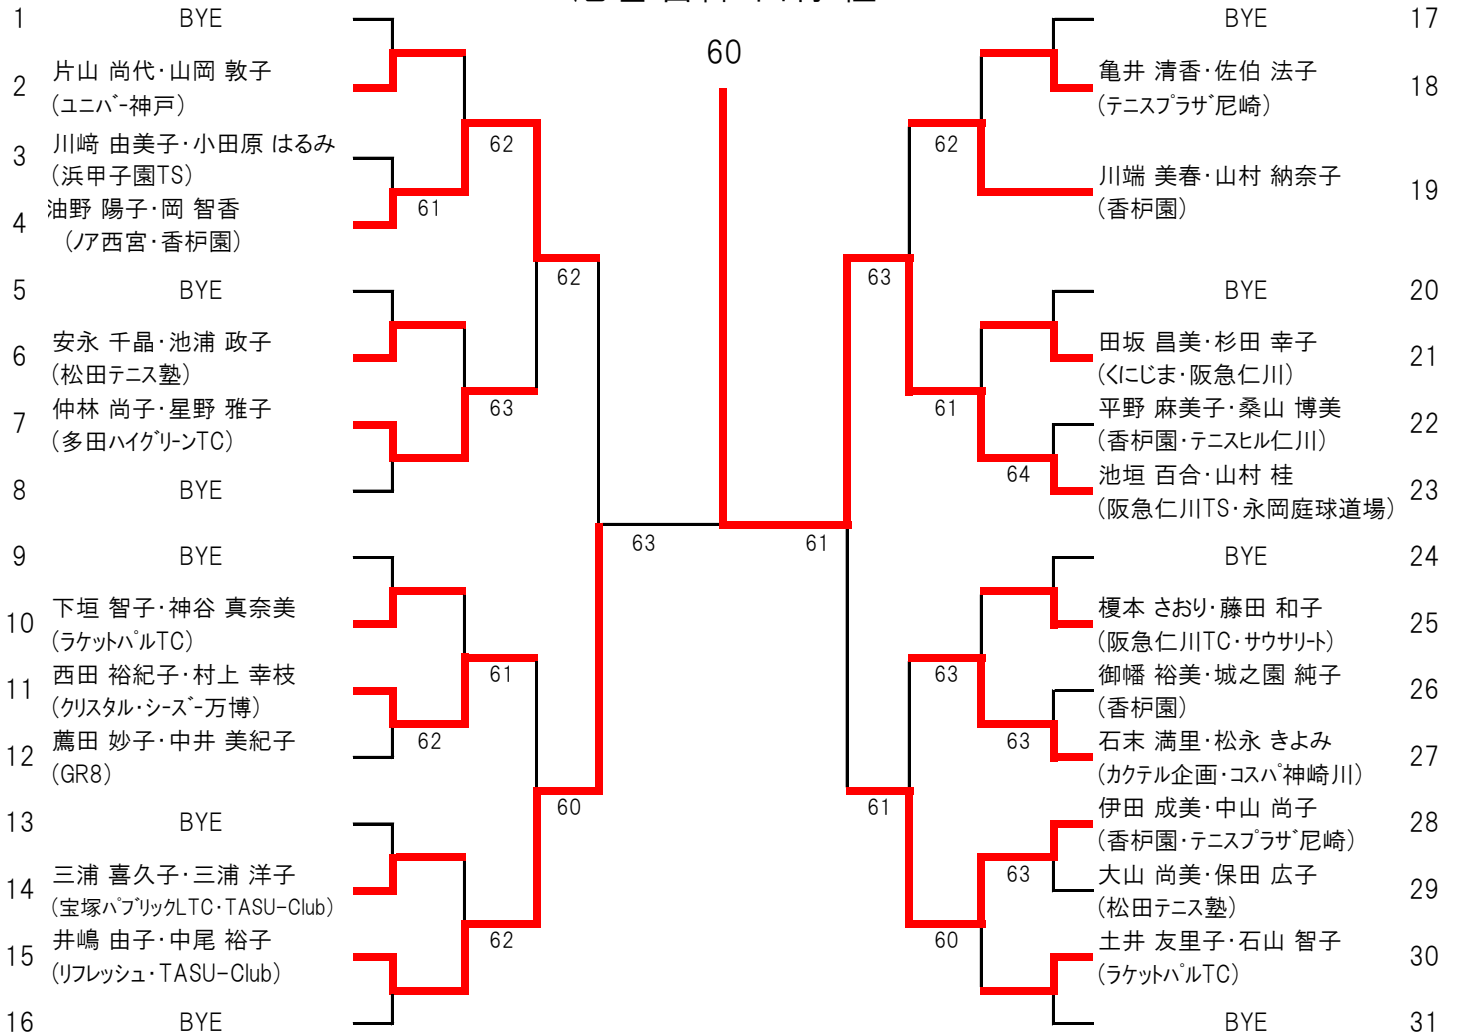 60
1 BYE
2 片山 尚代・山岡 敦子
(ユニバー神戸)
3 川﨑 由美子・小田原 はるみ
(浜甲子園TS)
4 油野 陽子・岡 智香
(ノア西宮・香枦園)
5 BYE
6 安永 千晶・池浦 政子
(松田テニス塾)
7 仲林 尚子・星野 雅子
(多田ハイグリーンTC)
8 BYE
9 BYE
10 下垣 智子・神谷 真奈美
(ラケットパルTC)
11 西田 裕紀子・村上 幸枝
(クリスタル・シーズー万博)
12 薦田 妙子・中井 美紀子
(GR8)
13 BYE
14 三浦 喜久子・三浦 洋子
(宝塚パブリックLTC・TASU-Club)
15 井嶋 由子・中尾 裕子
(リフレッシュ・TASU-Club)
16 BYE
61
62
62
63
62
61
62
60
62
63
61
BYE 17
亀井 清香・佐伯 法子 18
(テニスプラザ尼崎)
川端 美春・山村 納奈子 19
(香枦園)
BYE 20
田坂 昌美・杉田 幸子 21
(くにじま・阪急仁川)
平野 麻美子・桑山 博美 22
(香枦園・テニスヒル仁川)
池垣 百合・山村 桂 23
(阪急仁川TS・永岡庭球道場)
BYE 24
榎本 さおり・藤田 和子 25
(阪急仁川TC・サウサリート)
御幡 裕美・城之園 純子 26
(香枦園)
石末 満里・松永 きよみ 27
(カクテル企画・コスパ神崎川)
伊田 成美・中山 尚子 28
(香枦園・テニスプラザ尼崎)
大山 尚美・保田 広子 29
(松田テニス塾)
土井 友里子・石山 智子 30
(ラケットパルTC)
BYE 31
62
63
61
64
63
63
61
63
60